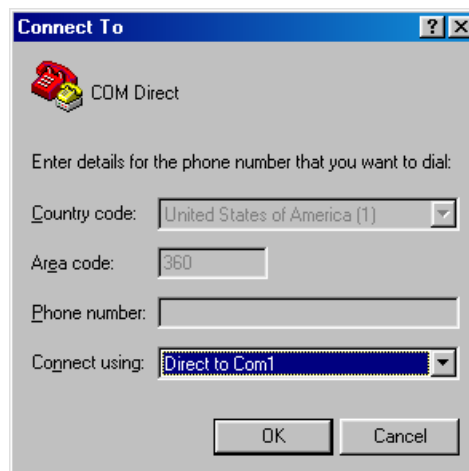 Connect To
COM Direct
Enter details for the phone number that you want to dial:
Country code: United States of America (1)
Area code: 360
Phone number:
Connect using: Direct to Com1
OK Cancel